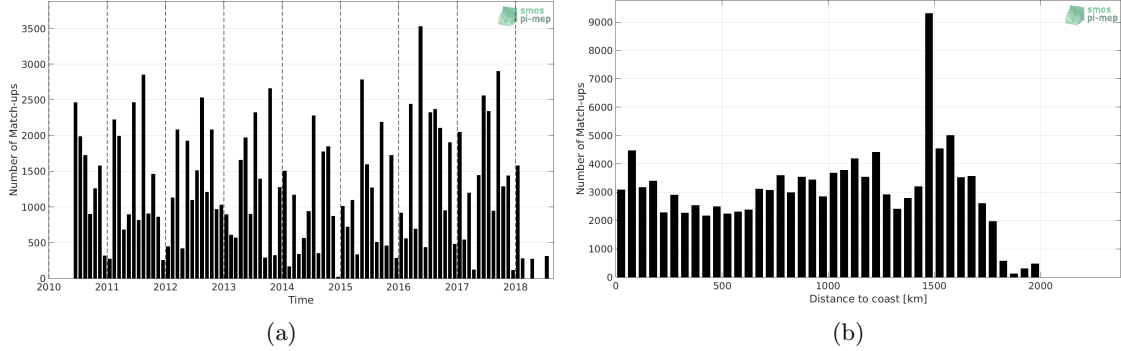 smos
pi-mep
3500
3000
2500
2000
1500
1000
500
0
Number of Match-ups
2010 2011 2012 2013 2014 2015 2016 2017 2018
Time
(a)
smos
pi-mep
9000
8000
7000
6000
5000
4000
3000
2000
1000
0
Number of Match-ups
0 500 1000 1500 2000
Distance to coast [km]
(b)